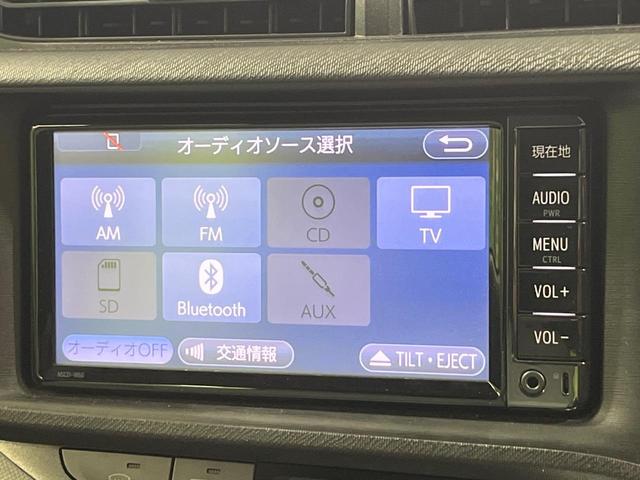 オーディオソース選択
現在地
AM
FM
CD
TV
AUDIO
PWR
MENU
CTRL
SD
Bluetooth
AUX
VOL+
VOL-
オーディオOFF
交通情報
TILT・EJECT
NSZD-W60